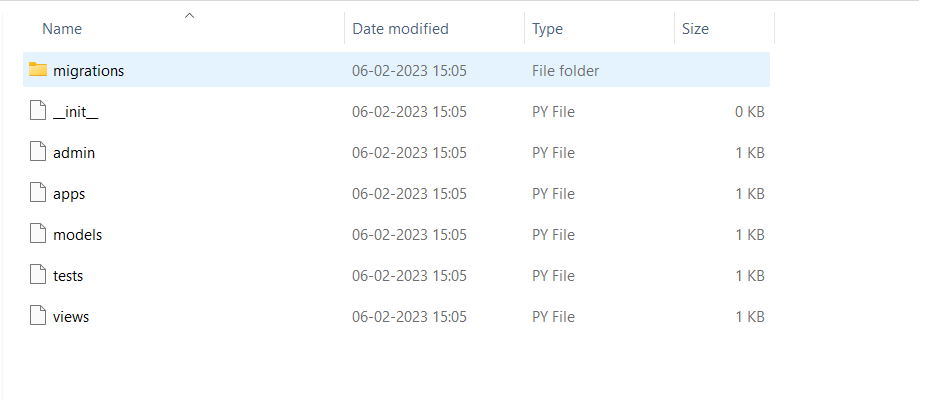 Name Date modified Type Size
migrations 06-02-2023 15:05 File folder
__init__ 06-02-2023 15:05 PY File 0 KB
admin 06-02-2023 15:05 PY File 1 KB
apps 06-02-2023 15:05 PY File 1 KB
models 06-02-2023 15:05 PY File 1 KB
tests 06-02-2023 15:05 PY File 1 KB
views 06-02-2023 15:05 PY File 1 KB